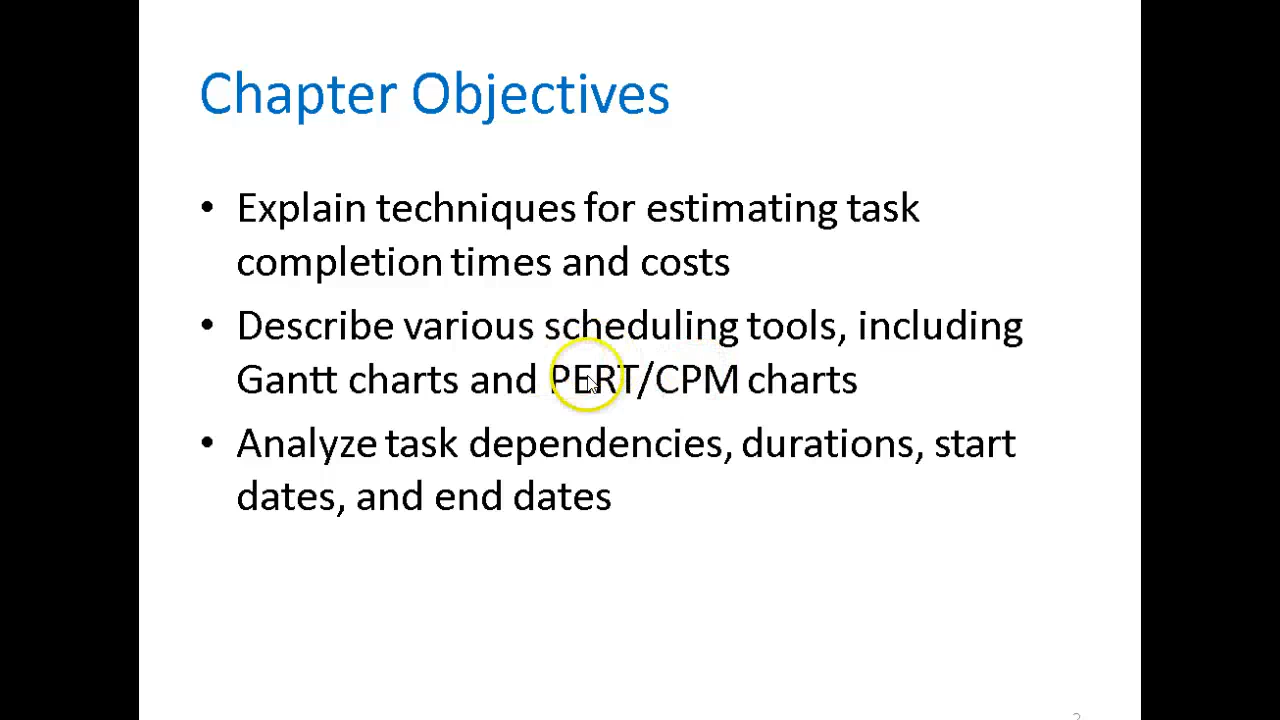 Chapter Objectives
• Explain techniques for estimating task
completion times and costs
• Describe various scheduling tools, including
Gantt charts and PERT/CPM charts
• Analyze task dependencies, durations, start
dates, and end dates
2